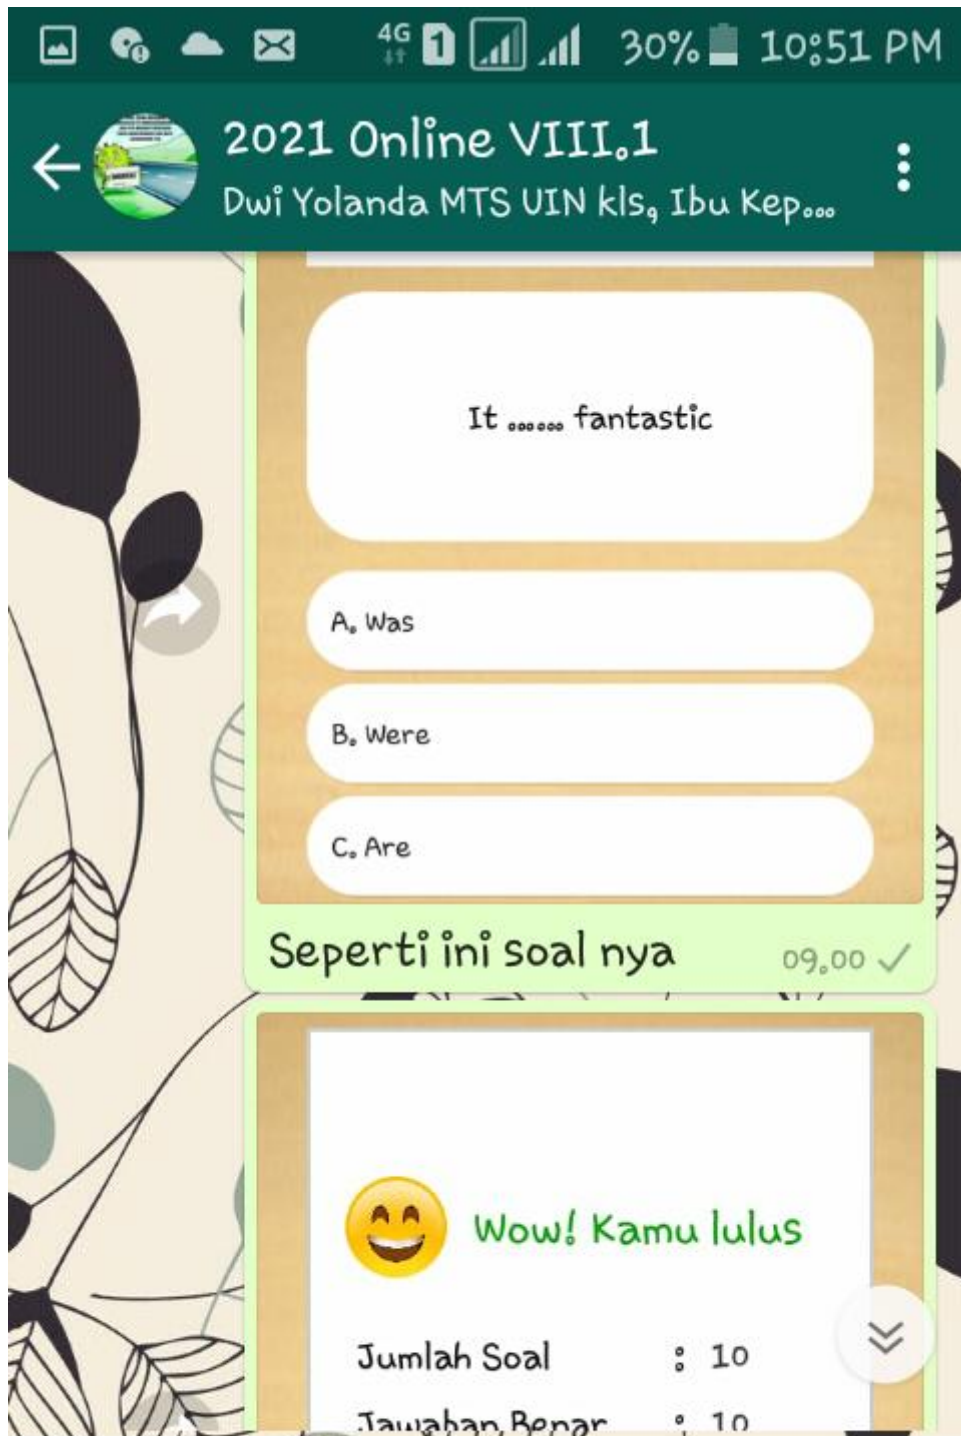 4G 1 30% 10:51 PM
2021 Online VIII.1
Dwi Yolanda MTS UIN kls, Ibu Kep...
It ...... fantastic
A. Was
B. Were
C. Are
Seperti ini soal nya
09.00
Wow! Kamu lulus
Jumlah Soal : 10
Jawaban Benar : 10